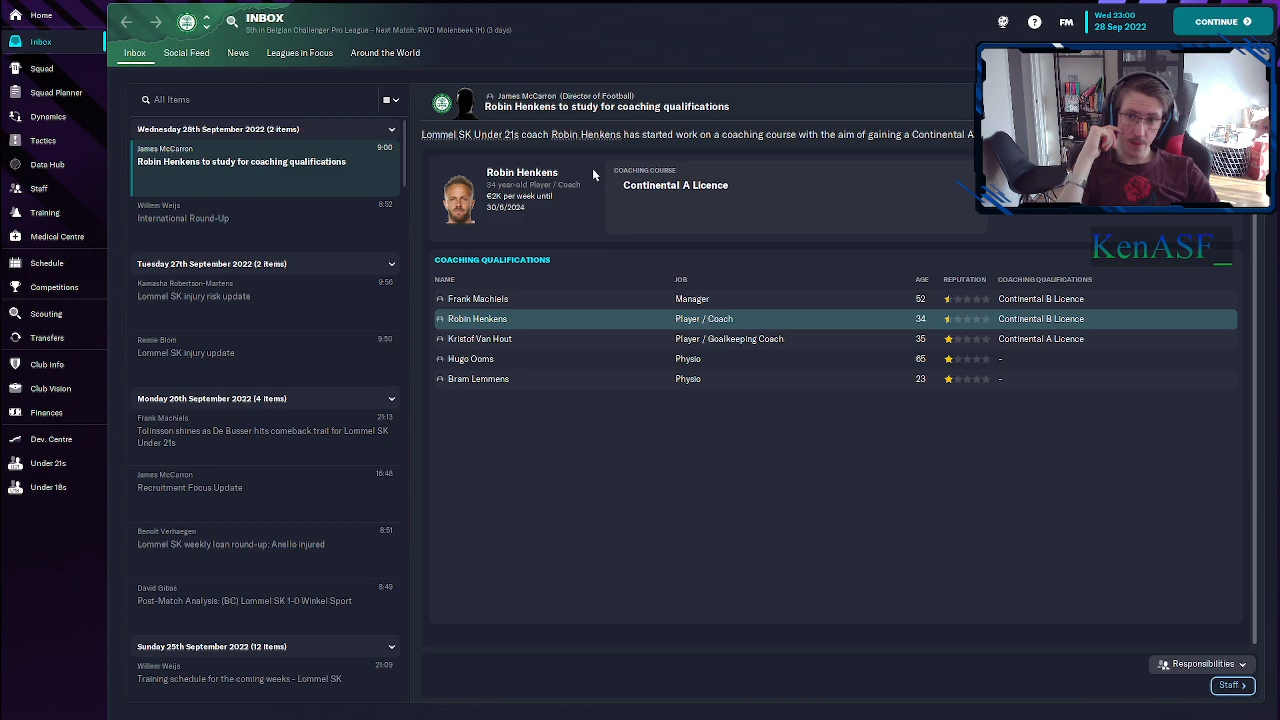 Home
Inbox
Squad
Squad Planner
Dynamics
Tactics
Data Hub
Staff
Training
Medical Centre
Schedule
Competitions
Scouting
Transfers
Club Info
Club Vision
Finances
Dev. Centre
Under 21s
Under 18s
INBOX
9th in Belgian Challenger Pro League - Next Match: RWD Molenbeek (H) (3 days)
FM
Wed 23:00
28 Sep 2022
CONTINUE
Inbox
Social Feed
News
Leagues in Focus
Around the World
All Items
Wednesday 28th September 2022 (2 items)
James McCarron 9:00
Robin Henkens to study for coaching qualifications
Willem Weijs 8:52
International Round-Up
Tuesday 27th September 2022 (2 items)
Kamasha Robertson-Martens 9:56
Lommel SK injury risk update
Remie Blom 9:50
Lommel SK injury update
Monday 26th September 2022 (4 items)
Frank Machiels 21:13
Tolinsson shines as De Busser hits comeback trail for Lommel SK
Under 21s
James McCarron 16:48
Recruitment Focus Update
Benoît Verhaegen 8:51
Lommel SK weekly loan round-up: Anello injured
David Gibas 8:49
Post-Match Analysis: (BC) Lommel SK 1-0 Winkel Sport
Sunday 25th September 2022 (12 items)
Willem Weijs 21:09
Training schedule for the coming weeks - Lommel SK
James McCarron (Director of Football)
Robin Henkens to study for coaching qualifications
Lommel SK Under 21s coach Robin Henkens has started work on a coaching course with the aim of gaining a Continental A
Robin Henkens
34 year-old Player / Coach
€2K per week until
30/6/2024
COACHING COURSE
Continental A Licence
KenASF_
COACHING QUALIFICATIONS
NAME JOB AGE REPUTATION COACHING QUALIFICATIONS
Frank Machiels Manager 52 Continental B Licence
Robin Henkens Player / Coach 34 Continental B Licence
Kristof Van Hout Player / Goalkeeping Coach 35 Continental A Licence
Hugo Ooms Physio 65 -
Bram Lemmens Physio 23 -
Responsibilities
Staff